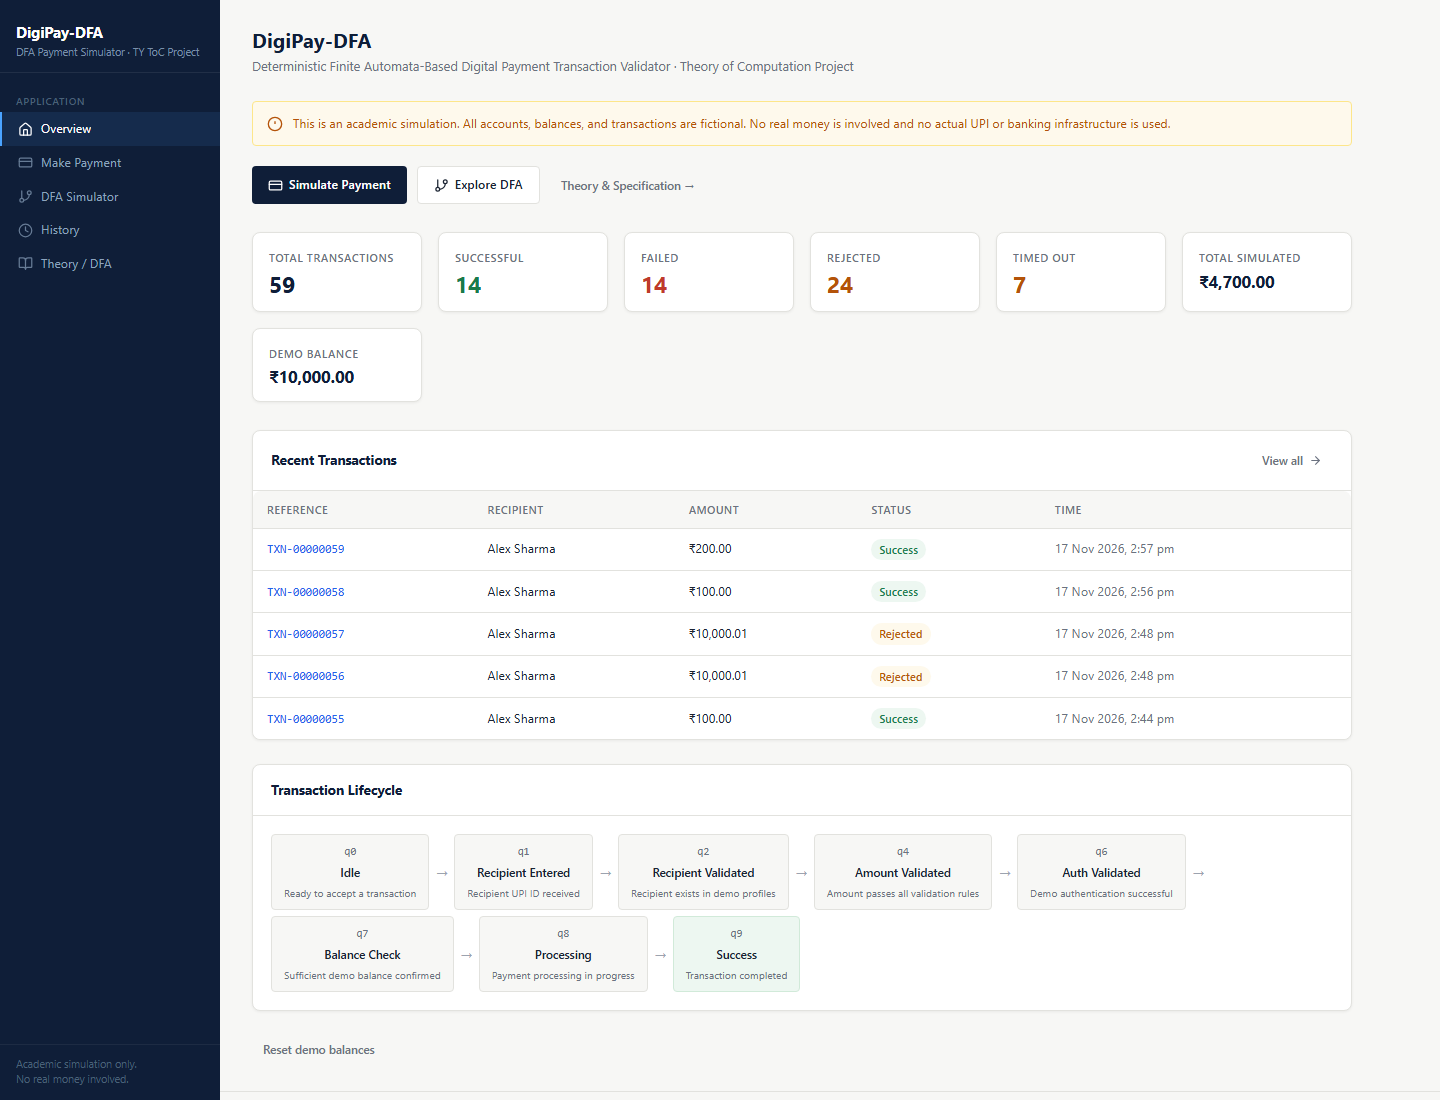 DigiPay-DFA
DFA Payment Simulator · TY ToC Project
APPLICATION
Overview
Make Payment
DFA Simulator
History
Theory / DFA
Academic simulation only.
No real money involved.
DigiPay-DFA
Deterministic Finite Automata-Based Digital Payment Transaction Validator · Theory of Computation Project
This is an academic simulation. All accounts, balances, and transactions are fictional. No real money is involved and no actual UPI or banking infrastructure is used.
Simulate Payment
Explore DFA
Theory & Specification →
TOTAL TRANSACTIONS
59
SUCCESSFUL
14
FAILED
14
REJECTED
24
TIMED OUT
7
TOTAL SIMULATED
₹4,700.00
DEMO BALANCE
₹10,000.00
Recent Transactions
View all →
REFERENCE RECIPIENT AMOUNT STATUS TIME
TXN-00000059 Alex Sharma ₹200.00 Success 17 Nov 2026, 2:57 pm
TXN-00000058 Alex Sharma ₹100.00 Success 17 Nov 2026, 2:56 pm
TXN-00000057 Alex Sharma ₹10,000.01 Rejected 17 Nov 2026, 2:48 pm
TXN-00000056 Alex Sharma ₹10,000.01 Rejected 17 Nov 2026, 2:48 pm
TXN-00000055 Alex Sharma ₹100.00 Success 17 Nov 2026, 2:44 pm
Transaction Lifecycle
q0
Idle
Ready to accept a transaction
→
q1
Recipient Entered
Recipient UPI ID received
→
q2
Recipient Validated
Recipient exists in demo profiles
→
q4
Amount Validated
Amount passes all validation rules
→
q6
Auth Validated
Demo authentication successful
→
q7
Balance Check
Sufficient demo balance confirmed
→
q8
Processing
Payment processing in progress
→
q9
Success
Transaction completed
Reset demo balances